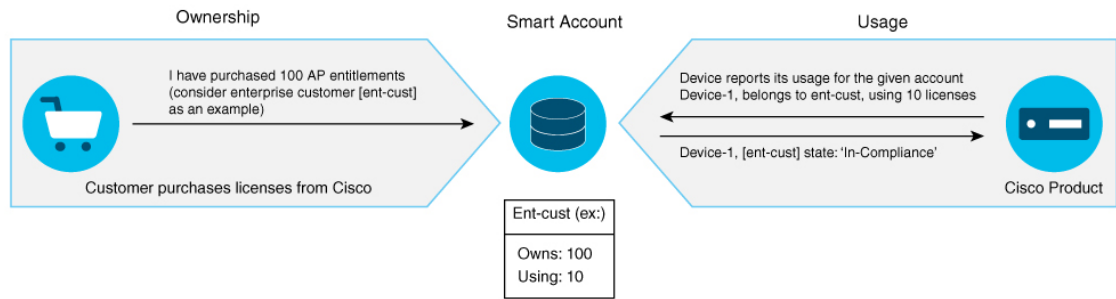 Ownership
Smart Account
Usage
I have purchased 100 AP entitlements
(consider enterprise customer [ent-cust]
as an example)
Customer purchases licenses from Cisco
Device reports its usage for the given account
Device-1, belongs to ent-cust, using 10 licenses
Device-1, [ent-cust] state: ‘In-Compliance’
Cisco Product
Ent-cust (ex:)
Owns: 100
Using: 10